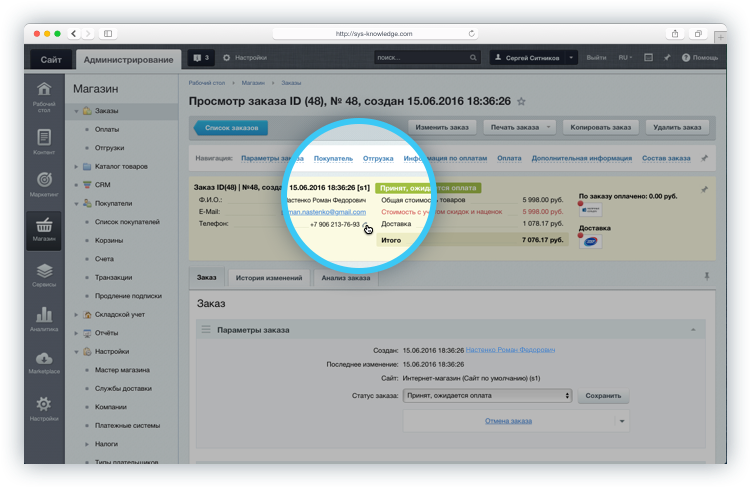 http://sys-knowledge.com
Сайт
Администрирование
3
Настройки
поиск...
Сергей Ситников
Выйти
RU
Помощь
Рабочий стол
Контент
Маркетинг
Магазин
Сервисы
Аналитика
Marketplace
Настройки
Магазин
Заказы
Оплаты
Отгрузки
Каталог товаров
CRM
Покупатели
Список покупателей
Корзины
Счета
Транзакции
Продление подписки
Складской учет
Отчёты
Настройки
Мастер магазина
Службы доставки
Компании
Платежные системы
Налоги
Типы плательщиков
Рабочий стол Магазин Заказы
Просмотр заказа ID (48), № 48, создан 15.06.2016 18:36:26
Список заказов
Изменить заказ
Печать заказа
Копировать заказ
Удалить заказ
Навигация: Параметры заказа Покупатель Отгрузка Информация по оплатам Оплата Дополнительная информация Состав заказа
Заказ ID(48) | №48, создан 15.06.2016 18:36:26 [s1]
Ф.И.О.: Настенко Роман Федорович
E-Mail: roman.nastenko@gmail.com
Телефон: +7 906 213-76-93
Принят, ожидается оплата
Общая стоимость товаров 5 998.00 руб.
Стоимость с учетом скидок и наценок 5 998.00 руб.
Доставка 1 078.17 руб.
Итого 7 076.17 руб.
По заказу оплачено: 0.00 руб.
Доставка
Заказ
История изменений
Анализ заказа
Заказ
Параметры заказа
Создан: 15.06.2016 18:36:26 Настенко Роман Федорович
Последнее изменение: 15.06.2016 18:36:26
Сайт: Интернет-магазин (Сайт по умолчанию) (s1)
Статус заказа: Принят, ожидается оплата Сохранить
Отмена заказа